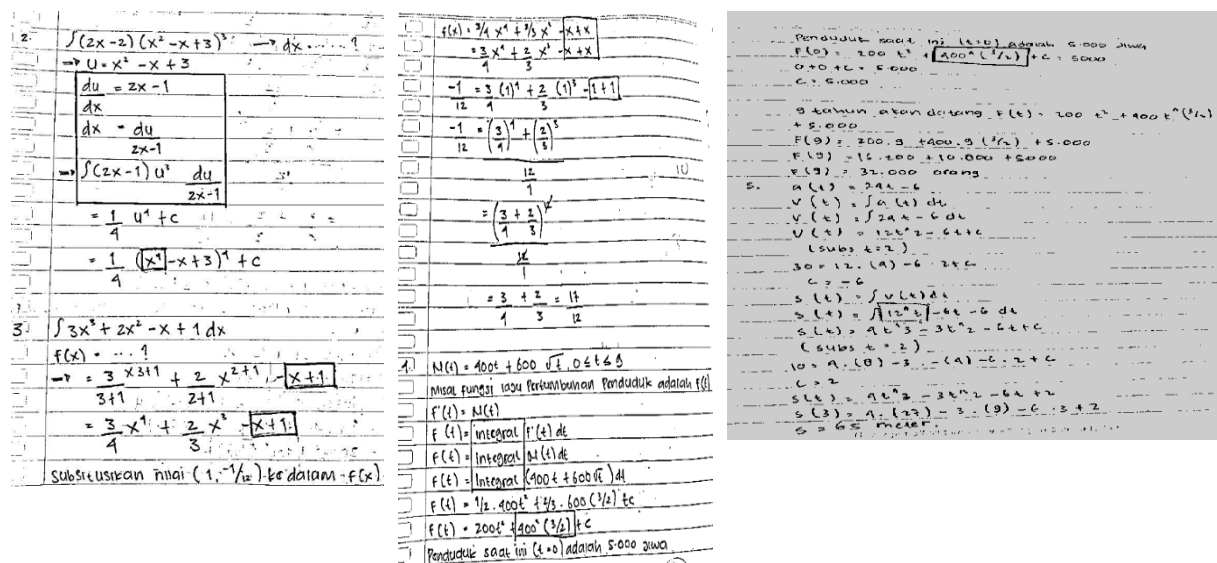 2. ∫(2x-2)(x²-x+3)³ → dx ..... ?
→ u = x² - x + 3
du/dx = 2x-1
dx = du/2x-1
→ ∫(2x-1) u³ du/2x-1
= 1/4 u⁴ + c
= 1/4 (x⁴-x+3)⁴ + c
3. ∫3x³ + 2x² - x + 1 dx
f(x) = ... ?
→ = 3/3+1 x3+1 + 2/2+1 x²⁺¹ - x+1
= 3/4 x⁴ + 2/3 x³ - x+1
Subsitusikan nilai (1, -1/12) ke dalam f(x)
f(x) = 3/4 x⁴ + 2/3 x³ - x+x
= 3/4 x⁴ + 2/3 x³ - x+x
-1/12 = 3/4 (1)⁴ + 2/3 (1)³ - 1+1
-1/12 = (3/4)⁴ + (2/3)³
12/1
= (3/4 + 2/3)
12/1
= 3/4 + 2/3 = 17/12
4. N(t) = 400t + 600 √t, 0≤t≤9
Misal fungsi laju Pertumbuhan Penduduk adalah F(t)
F'(t) = N(t)
F (t) = integral F'(t) dt
F(t) = Integral N(t) dt
F(t) = Integral (400t + 600√t) dt
F(t) = 1/2 . 400t² + 2/3 . 600 (3/2) + c
F(t) = 200t² + 400 (3/2) + c
Penduduk saat ini (t=0) adalah 5.000 jiwa
Penduduk saat ini (t=0) adalah 5.000 jiwa
F(0) = 200 t² + 400^(3/2) + c = 5000
0 + 0 + c = 5.000
c = 5.000
9 tahun akan datang F(t) = 200 t² + 400 t^(3/2)
+ 5.000
F(9) = 200.9 + 400.9 (3/2) + 5.000
F(9) = 16.200 + 10.800 + 5000
F(9) = 32.000 orang
5. a (t) = 24t - 6
v (t) = ∫a (t) dt
v (t) = ∫24t - 6 dt
v (t) = 12t^2 - 6t+c
(subs t = 2)
30 = 12. (4) - 6 . 2 + c
c = -6
s (t) = ∫v(t) dt
s (t) = ∫12^t - 6t - 6 dt
s (t) = 4t^3 - 3t^2 - 6t + c
(subs t = 2)
10 = 4. (8) - 3 . (4) - 6 . 2 + c
c = 2
s(t) = 4t^3 - 3t^2 - 6t + 2
s (3) = 4. (27) - 3 . (9) - 6 . 3 + 2
s = 65 meter.